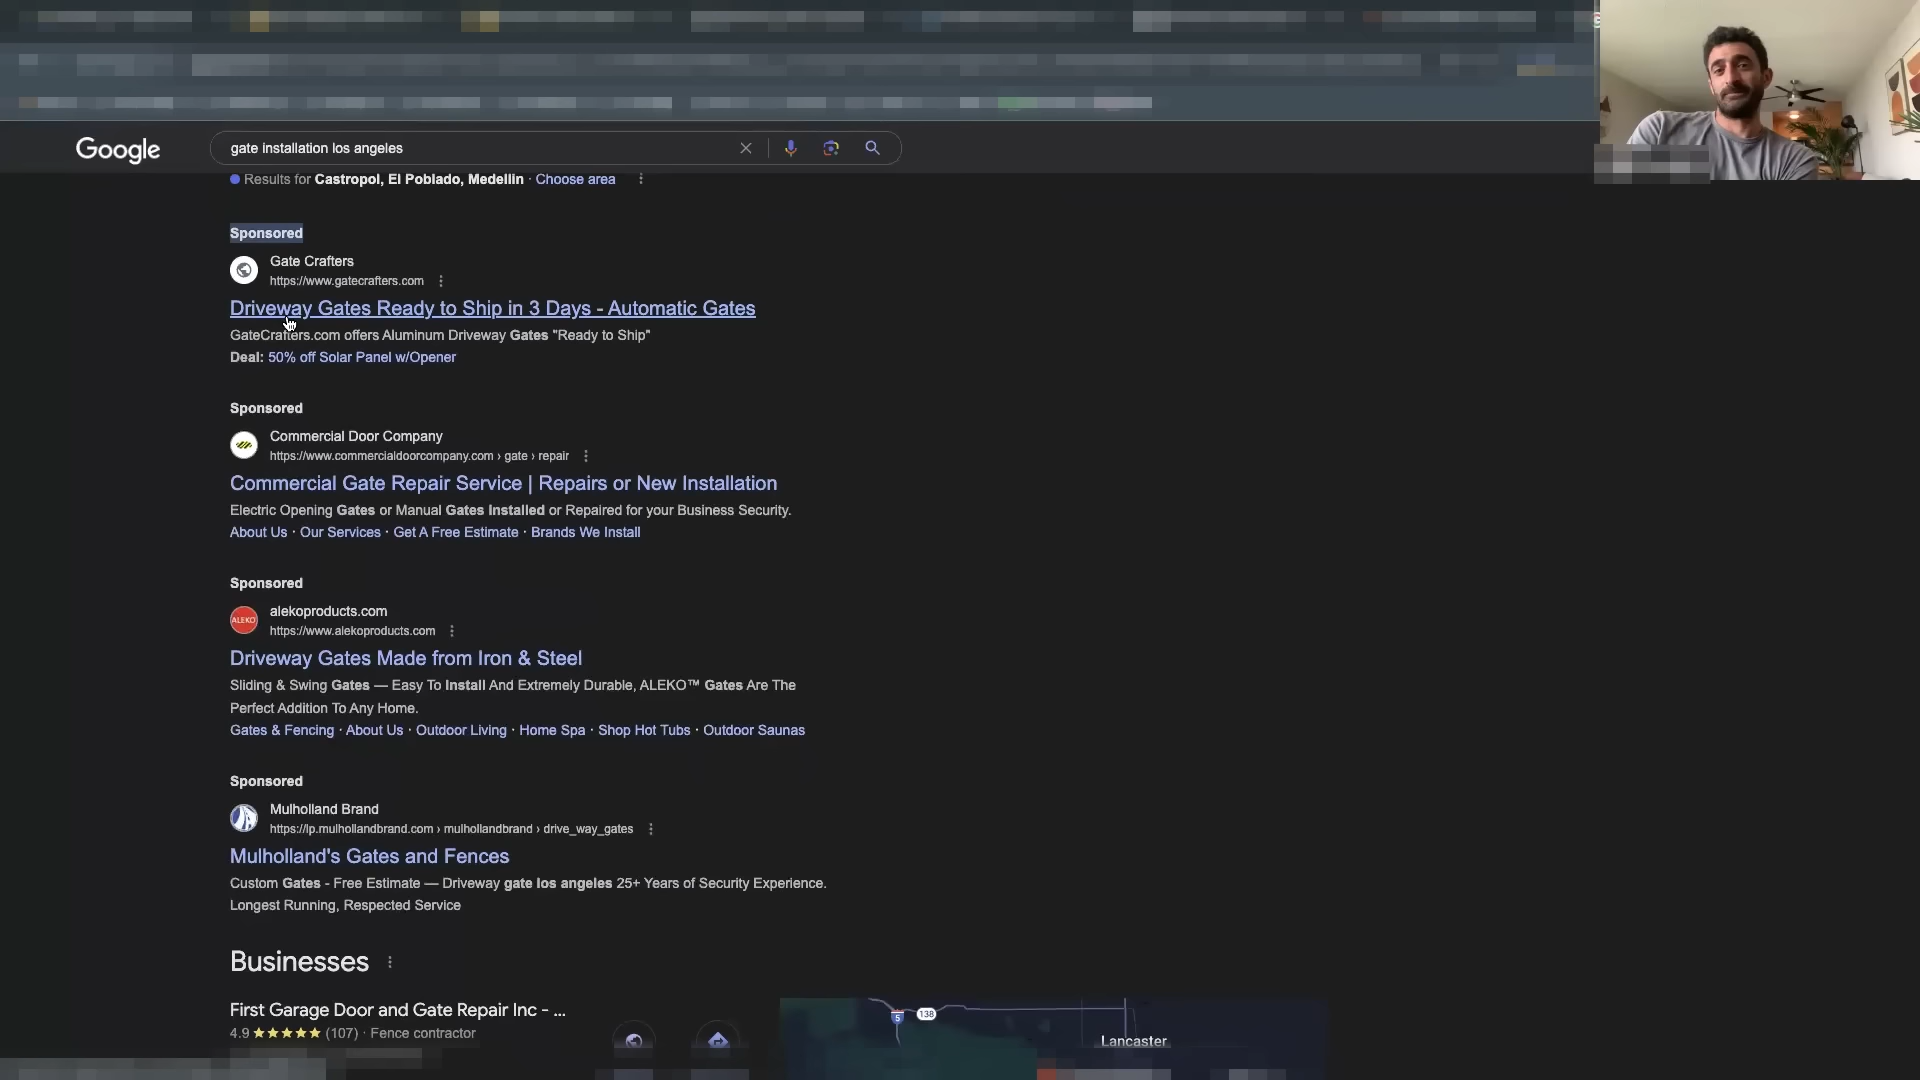 Google
gate installation los angeles
Results for Castropol, El Poblado, Medellin · Choose area
Sponsored
Gate Crafters
https://www.gatecrafters.com
Driveway Gates Ready to Ship in 3 Days - Automatic Gates
GateCrafters.com offers Aluminum Driveway Gates "Ready to Ship"
Deal: 50% off Solar Panel w/Opener
Sponsored
Commercial Door Company
https://www.commercialdoorcompany.com › gate › repair
Commercial Gate Repair Service | Repairs or New Installation
Electric Opening Gates or Manual Gates Installed or Repaired for your Business Security.
About Us · Our Services · Get A Free Estimate · Brands We Install
Sponsored
ALEKO
alekoproducts.com
https://www.alekoproducts.com
Driveway Gates Made from Iron & Steel
Sliding & Swing Gates — Easy To Install And Extremely Durable, ALEKO™ Gates Are The
Perfect Addition To Any Home.
Gates & Fencing · About Us · Outdoor Living · Home Spa · Shop Hot Tubs · Outdoor Saunas
Sponsored
Mulholland Brand
https://lp.mulhollandbrand.com › mulhollandbrand › drive_way_gates
Mulholland's Gates and Fences
Custom Gates - Free Estimate — Driveway gate los angeles 25+ Years of Security Experience.
Longest Running, Respected Service
Businesses
First Garage Door and Gate Repair Inc - ...
4.9 ★★★★★ (107) · Fence contractor
5
138
Lancaster